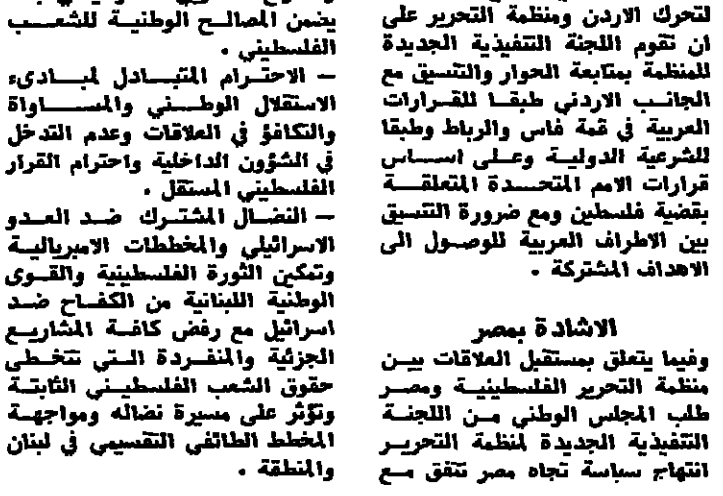 لتحرك الاردن ومنظمة التحرير على
ان تقوم اللجنة التنفيذية الجديدة
للمنظمة بمتابعة الحوار والتنسيق مع
الجانب الاردني طبقا للقرارات
العربية في قمة فاس والرباط وطبقا
للشرعية الدولية وعلى اساس
قرارات الامم المتحدة المتعلقة
بقضية فلسطين ومع ضرورة التنسيق
بين الاطراف العربية للوصول الى
الاهداف المشتركة .
الاشادة بمصر
وفيما يتعلق بمستقبل العلاقات بين
منظمة التحرير الفلسطينية ومصر
طلب المجلس الوطني من اللجنة
التنفيذية الجديدة لمنظمة التحرير
انتهاج سياسة تجاه مصر تتفق مع
يضمن المصالح الوطنية للشعب
الفلسطيني .
— الاحترام المتبادل لمبادىء
الاستقلال الوطني والمساواة
والتكافؤ في العلاقات وعدم التدخل
في الشؤون الداخلية واحترام القرار
الفلسطيني المستقل .
— النضال المشترك ضد العدو
الاسرائيلي والمخططات الامبريالية
وتمكين الثورة الفلسطينية والقوى
الوطنية اللبنانية من الكفاح ضد
اسرائيل مع رفض كافة المشاريع
الجزئية والمنفردة التي تتخطى
حقوق الشعب الفلسطيني الثابتة
وتؤثر على مسيرة نضاله ومواجهة
المخطط الطائفي التقسيمي في لبنان
والمنطقة .